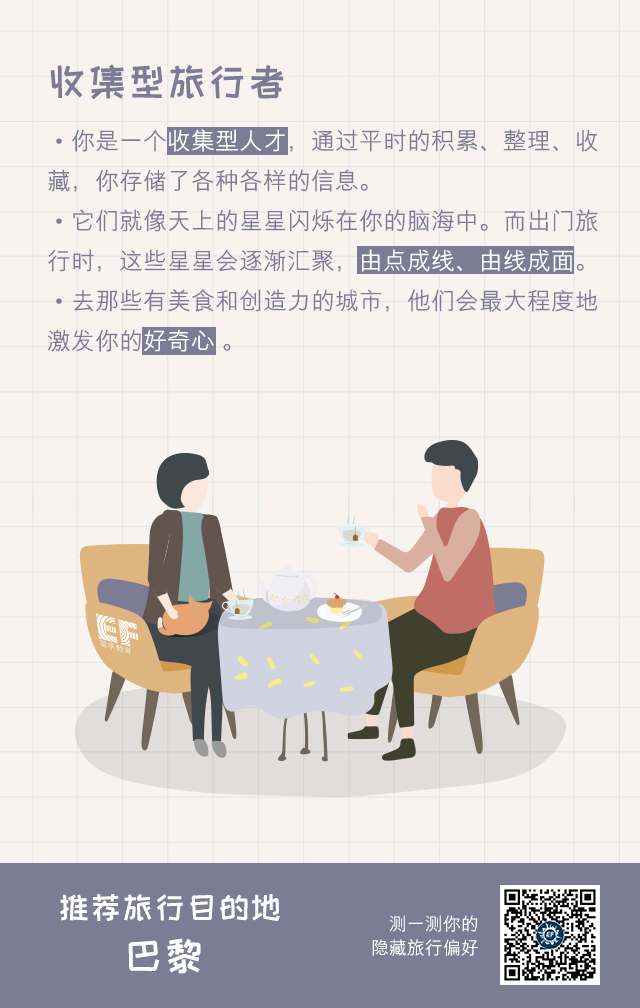 收集型旅行者
• 你是一个收集型人才，通过平时的积累、整理、收
藏，你存储了各种各样的信息。
• 它们就像天上的星星闪烁在你的脑海中。而出门旅
行时，这些星星会逐渐汇聚，由点成线、由线成面。
• 去那些有美食和创造力的城市，他们会最大程度地
激发你的好奇心 。
EF
英孚教育
推荐旅行目的地
巴黎
测一测你的
隐藏旅行偏好